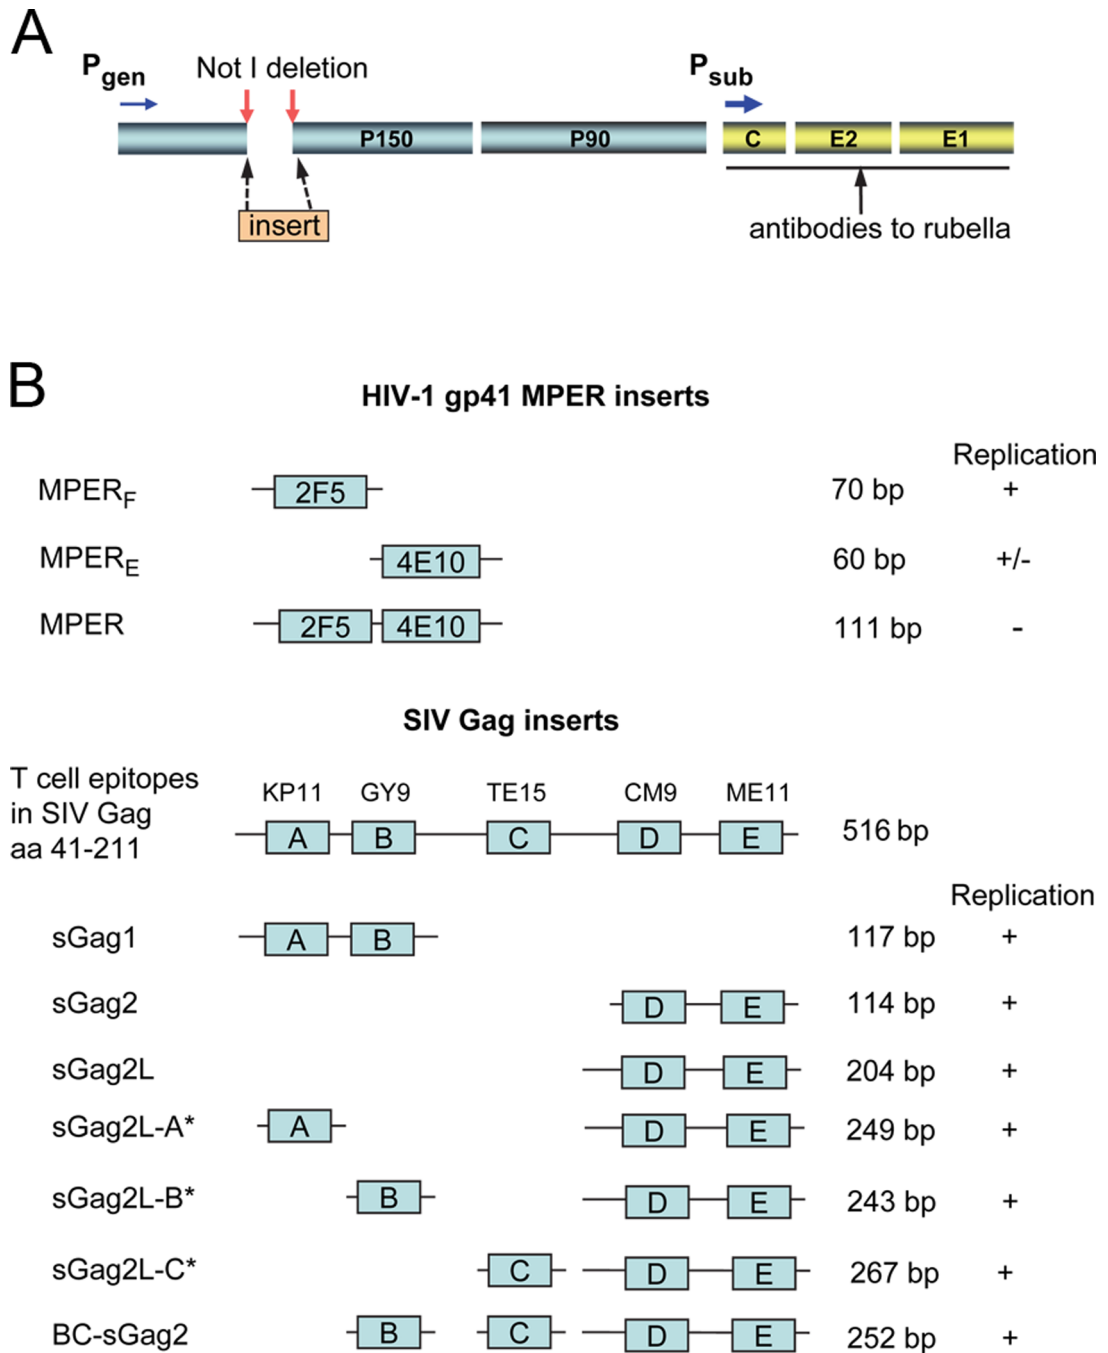 A
Pgen
Not I deletion
Psub
P150
P90
C
E2
E1
insert
antibodies to rubella
B
HIV-1 gp41 MPER inserts
Replication
MPERF
2F5
70 bp
+
MPERE
4E10
60 bp
+/-
MPER
2F5
4E10
111 bp
-
SIV Gag inserts
T cell epitopes
in SIV Gag
aa 41-211
KP11
GY9
TE15
CM9
ME11
A
B
C
D
E
516 bp
Replication
sGag1
A
B
117 bp
+
sGag2
D
E
114 bp
+
sGag2L
D
E
204 bp
+
sGag2L-A*
A
D
E
249 bp
+
sGag2L-B*
B
D
E
243 bp
+
sGag2L-C*
C
D
E
267 bp
+
BC-sGag2
B
C
D
E
252 bp
+